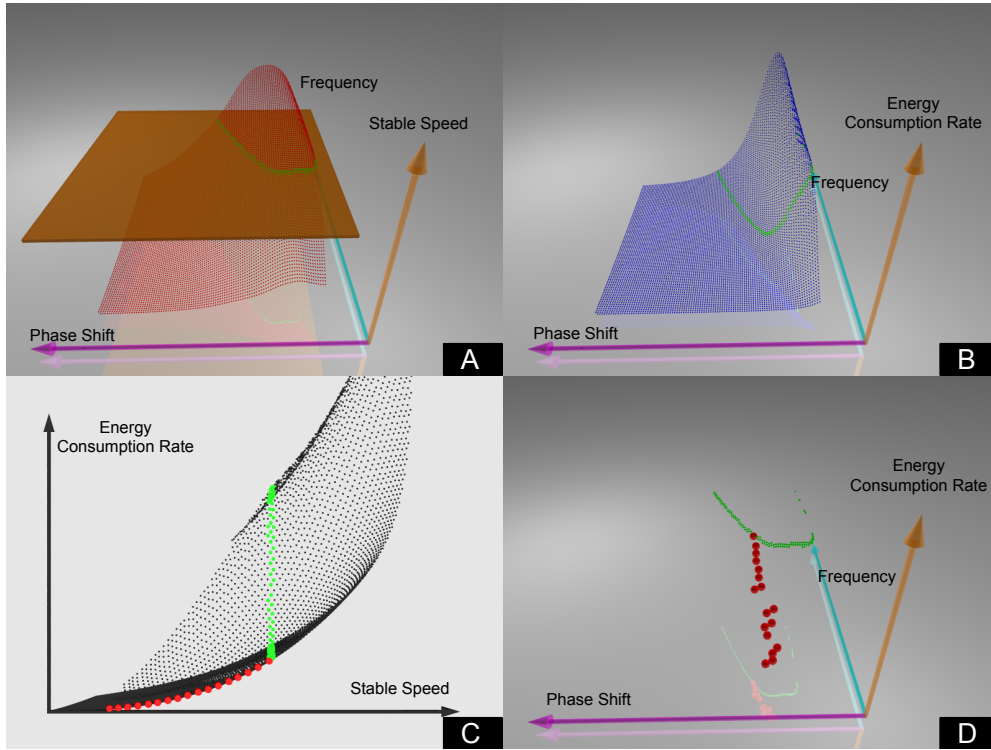 Frequency
Stable Speed
Phase Shift
A
Energy
Consumption Rate
Frequency
Phase Shift
B
Energy
Consumption Rate
Stable Speed
C
Energy
Consumption Rate
Frequency
Phase Shift
D